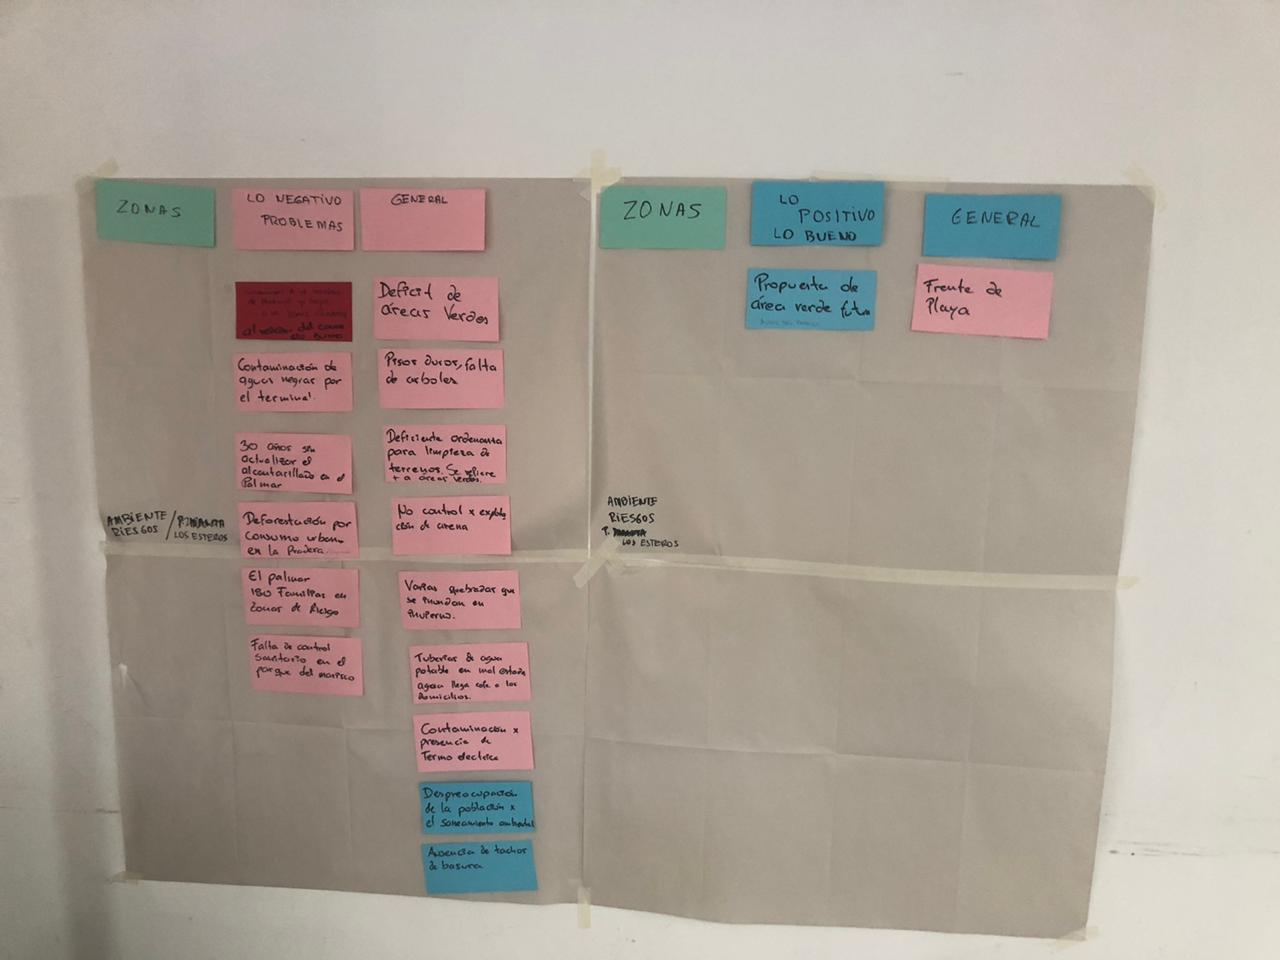 ZONAS
LO NEGATIVO
PROBLEMAS
GENERAL
al
del
Contaminación de
aguas negras por
el terminal.
30 años sin
actualizar el
alcantarillado en el
Palmar
Deforestación por
consumo urbano
en la Pradera
El palmar
180 Familias en
Zonas de Riesgo
Falta de control
Sanitario en el
parque del marisco
Deficit de
áreas Verdes
Pisos duros, falta
de arboles
Deficiente ordenanza
para limpieza de
terrenos. Se refiere
+ a áreas verdes.
No control x explota
ción de arena
Varias quebradas que
se inundan en
invierno.
Tuberias de agua
potable en mal estado
agua llega cafe a los
domicilios.
Contaminación x
presencia de
Termo electrica
Despreocupación
de la población x
el saneamiento ambiental
Ausencia de tachos
de basura
AMBIENTE /
RIESGOS
LOS ESTEROS
ZONAS
LO
POSITIVO
LO BUENO
GENERAL
Propuesta de
área verde futura
Frente de
Playa
AMBIENTE
RIESGOS
LOS ESTEROS